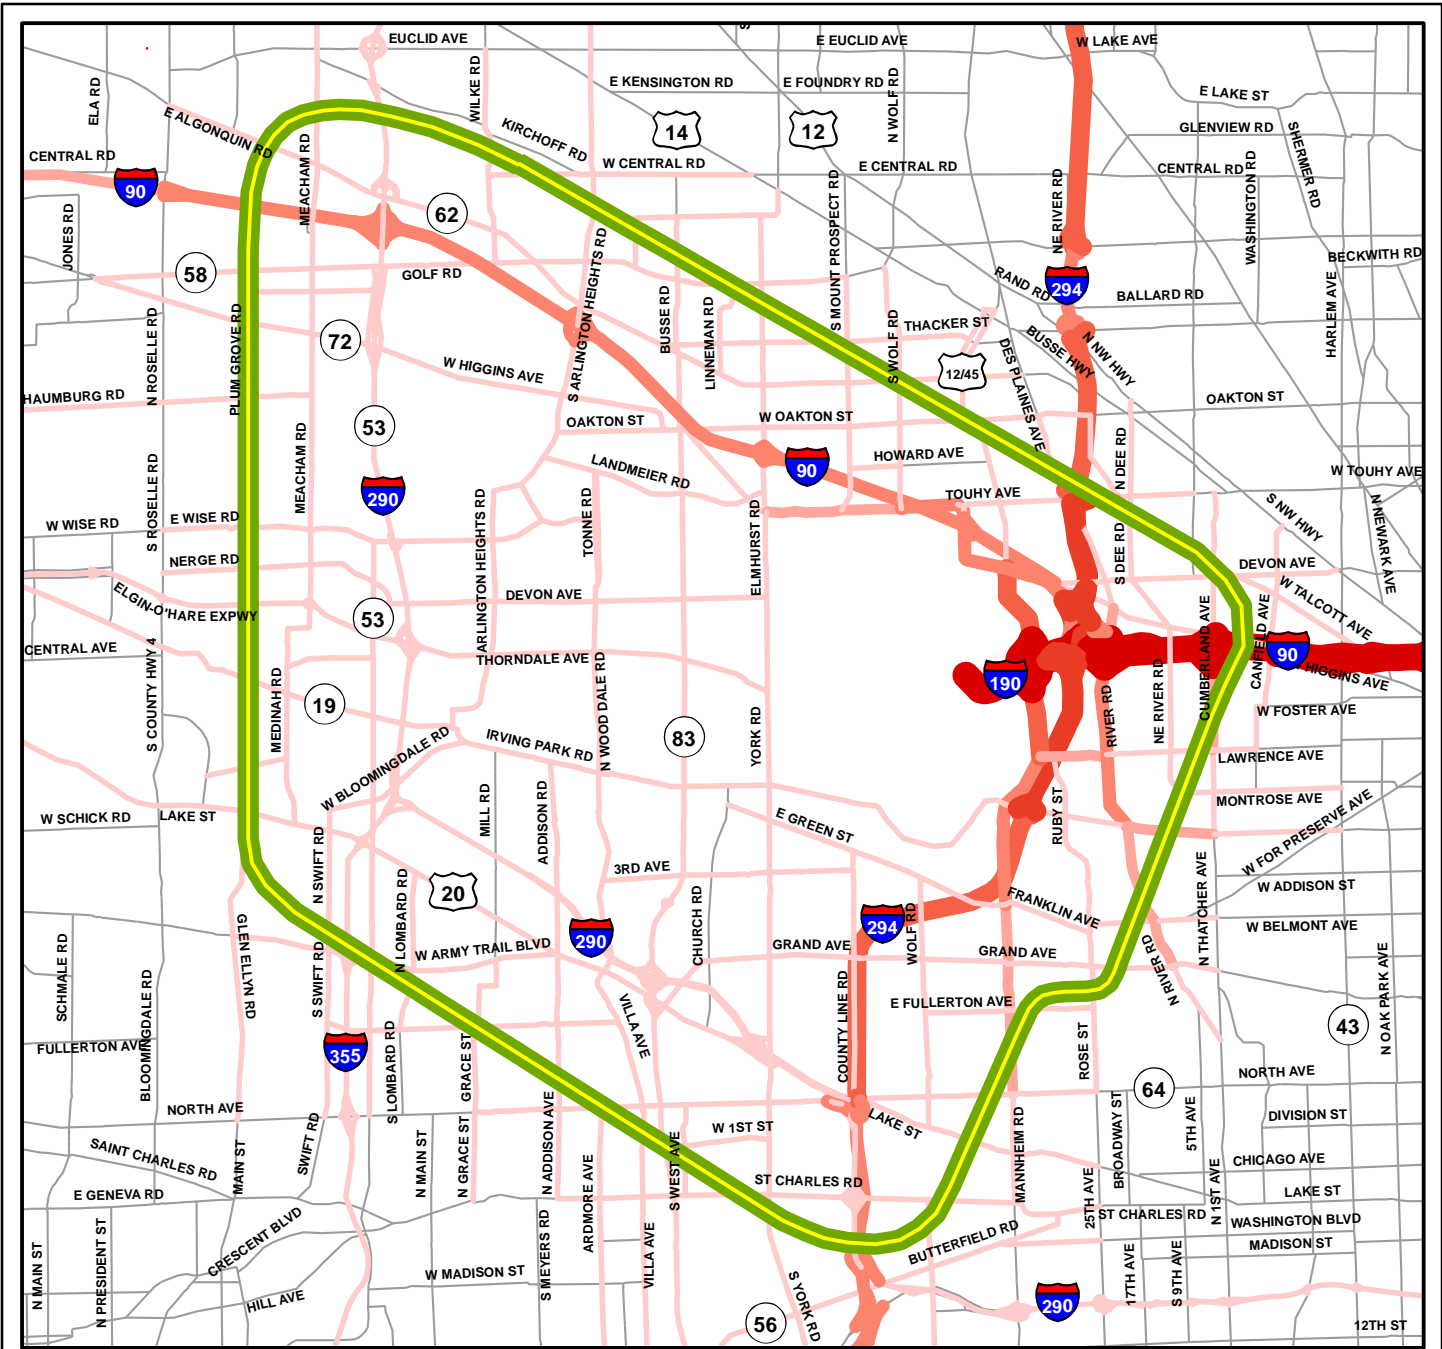 EUCLID AVE
E EUCLID AVE
W LAKE AVE
ELA RD
WILKE RD
E KENSINGTON RD
E FOUNDRY RD
N WOLF RD
E LAKE ST
E ALGONQUIN RD
KIRCHOFF RD
14
12
GLENVIEW RD
SHERMER RD
CENTRAL RD
MEACHAM RD
W CENTRAL RD
E CENTRAL RD
CENTRAL RD
WASHINGTON RD
90
62
S MOUNT PROSPECT RD
NE RIVER RD
JONES RD
58
GOLF RD
S ARLINGTON HEIGHTS RD
RAND RD
294
BALLARD RD
BECKWITH RD
HARLEM AVE
PLUM GROVE RD
N ROSELLE RD
72
W HIGGINS AVE
BUSSE RD
LINNEMAN RD
S WOLF RD
THACKER ST
12/45
BUSSE HWY
N NW HWY
DES PLAINES AVE
HAUMBURG RD
53
OAKTON ST
W OAKTON ST
OAKTON ST
MEACHAM RD
LANDMEIER RD
90
HOWARD AVE
N DEE RD
W TOUHY AVE
S ROSELLE RD
290
TOUHY AVE
S NW HWY
N NEWARK AVE
W WISE RD
E WISE RD
ARLINGTON HEIGHTS RD
TONNE RD
ELMHURST RD
S DEE RD
NERGE RD
DEVON AVE
DEVON AVE
ELGIN-O'HARE EXPWY
53
W TALCOTT AVE
CENTRAL AVE
S COUNTY HWY 4
THORNDALE AVE
CUMBERLAND AVE
CANFIELD AVE
90
HIGGINS AVE
190
MEDINAH RD
19
N WOOD DALE RD
83
YORK RD
RIVER RD
NE RIVER RD
W FOSTER AVE
W BLOOMINGDALE RD
IRVING PARK RD
LAWRENCE AVE
W SCHICK RD
LAKE ST
MILL RD
ADDISON RD
E GREEN ST
RUBY ST
MONTROSE AVE
W FOR PRESERVE AVE
N SWIFT RD
N LOMBARD RD
20
3RD AVE
N THATCHER AVE
W ADDISON ST
GLEN ELLYN RD
290
CHURCH RD
294
WOLF RD
FRANKLIN AVE
W BELMONT AVE
SCHMALE RD
S SWIFT RD
W ARMY TRAIL BLVD
GRAND AVE
GRAND AVE
N RIVER RD
BLOOMINGDALE RD
VILLA AVE
COUNTY LINE RD
E FULLERTON AVE
43
N OAK PARK AVE
FULLERTON AVE
355
S LOMBARD RD
GRACE ST
ROSE ST
64
NORTH AVE
NORTH AVE
SWIFT RD
N MAIN ST
N GRACE ST
N ADDISON AVE
W 1ST ST
LAKE ST
MANNHEIM RD
BROADWAY ST
5TH AVE
DIVISION ST
SAINT CHARLES RD
MAIN ST
S WEST AVE
CHICAGO AVE
E GENEVA RD
ST CHARLES RD
25TH AVE
N 1ST AVE
LAKE ST
N MAIN ST
N PRESIDENT ST
CRESCENT BLVD
S MEYERS RD
ARDMORE AVE
VILLA AVE
BUTTERFIELD RD
ST CHARLES RD
WASHINGTON BLVD
MADISON ST
W MADISON ST
S YORK RD
17TH AVE
S 9TH AVE
HILL AVE
56
290
12TH ST